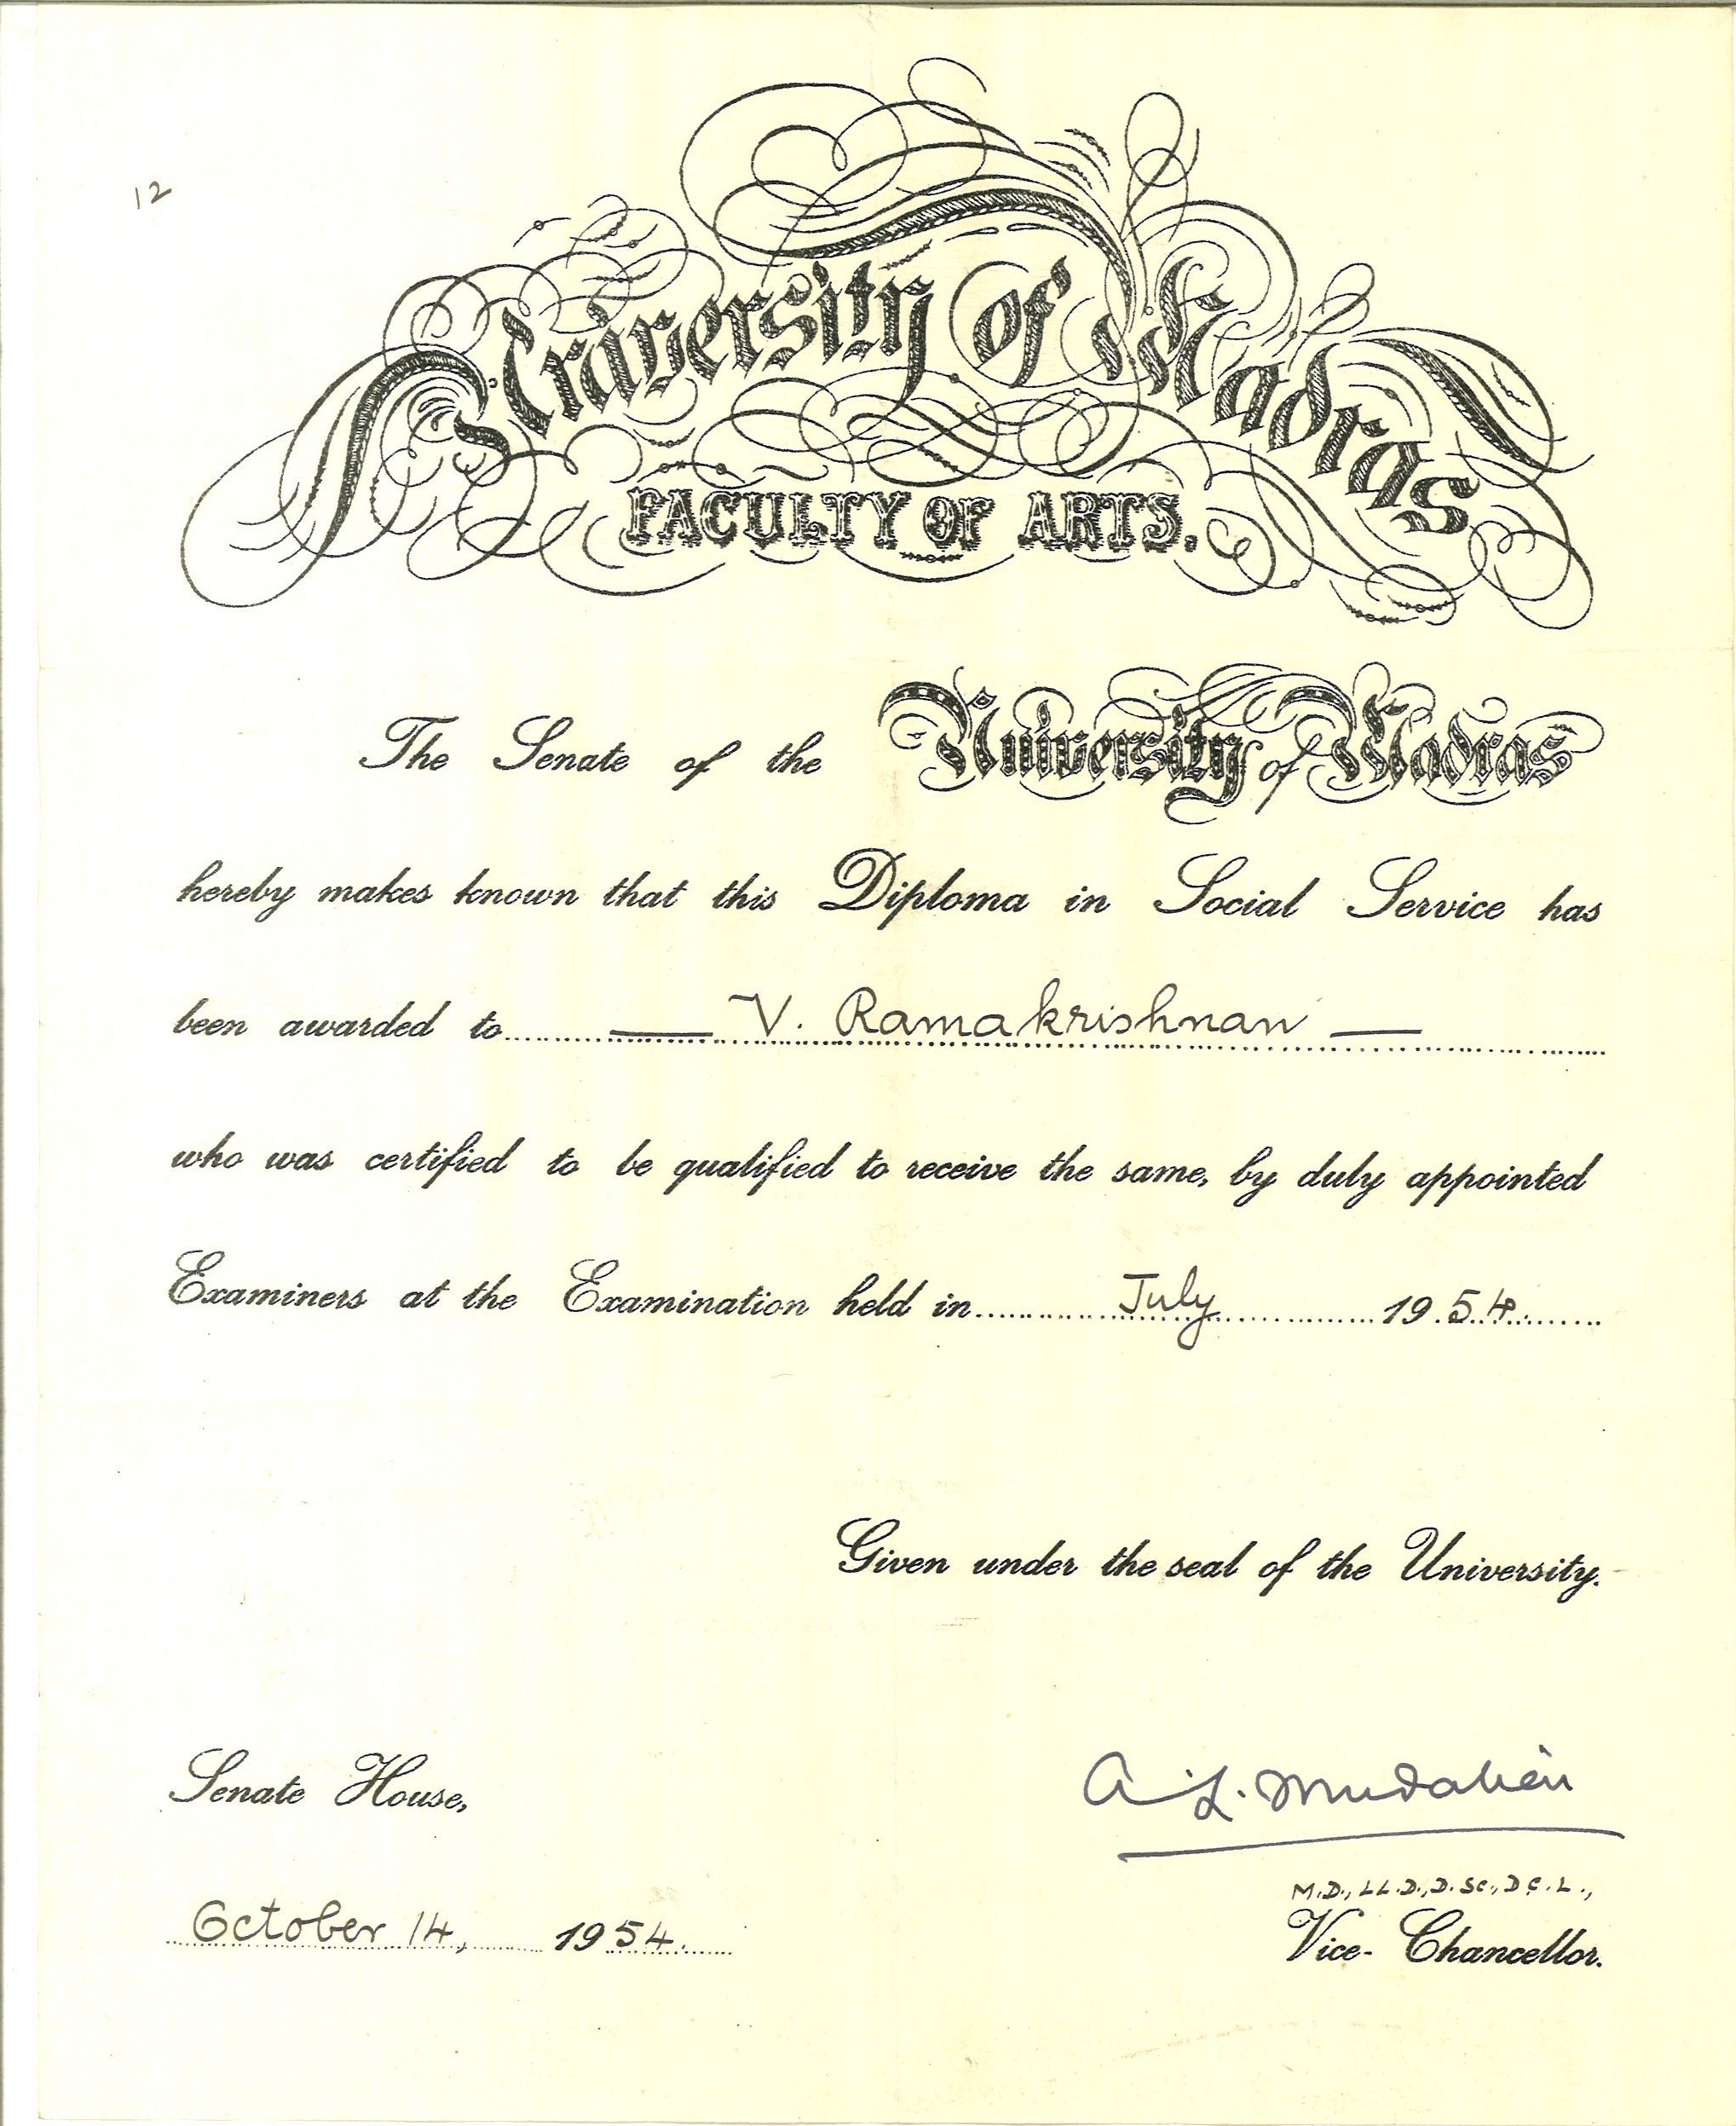 12
University of Madras
FACULTY OF ARTS.
The Senate of the University of Madras
hereby makes known that this Diploma in Social Service has
been awarded to V. Ramakrishnan
who was certified to be qualified to receive the same, by duly appointed
Examiners at the Examination held in July 1954
Given under the seal of the University.
Senate House,
A. L. Mudaliar
M.D., LL.D., D.Sc., D.C.L.,
October 14, 1954
Vice-Chancellor.